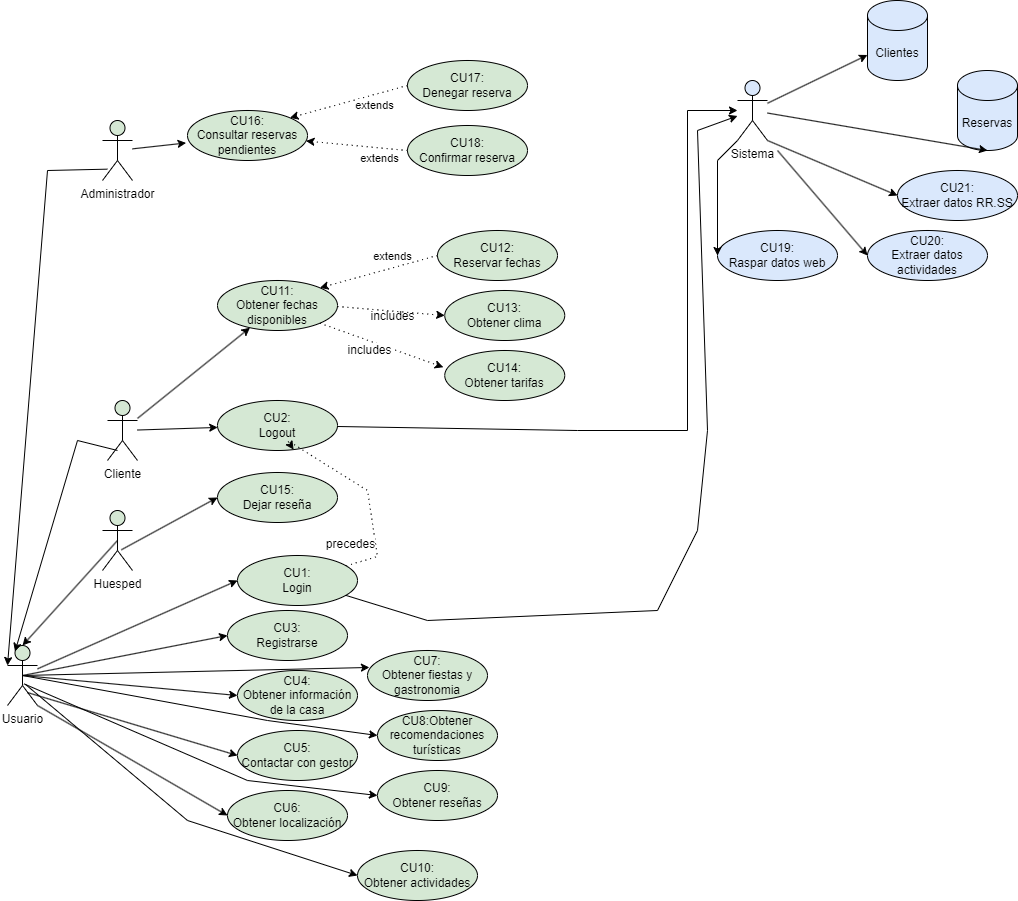 Clientes
CU17:
Denegar reserva
Reservas
extends
CU16:
Consultar reservas
pendientes
CU18:
Confirmar reserva
extends
Sistema
Administrador
CU21:
Extraer datos RR.SS
CU19:
Raspar datos web
CU20:
Extraer datos
actividades
CU12:
Reservar fechas
extends
CU11:
Obtener fechas
disponibles
CU13:
Obtener clima
includes
includes
CU14:
Obtener tarifas
CU2:
Logout
Cliente
CU15:
Dejar reseña
precedes
Huesped
CU1:
Login
CU3:
Registrarse
CU7:
Obtener fiestas y
gastronomia
CU4:
Obtener información
de la casa
Usuario
CU8:Obtener
recomendaciones
turísticas
CU5:
Contactar con gestor
CU9:
Obtener reseñas
CU6:
Obtener localización
CU10:
Obtener actividades